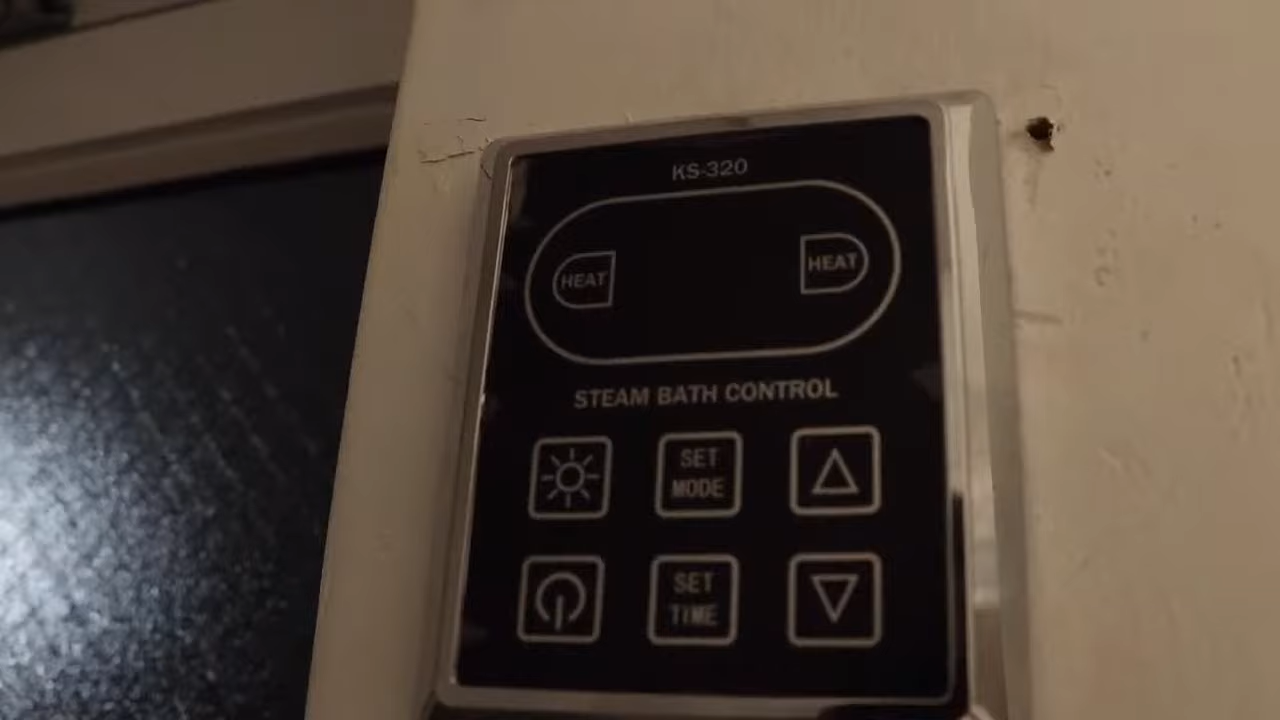 KS-320
HEAT HEAT
STEAM BATH CONTROL
SET
MODE
SET
TIME